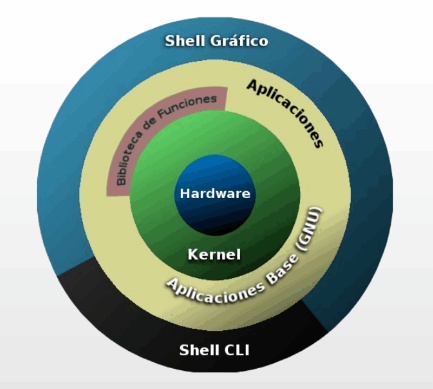 Shell Gráfico
Aplicaciones
Biblioteca de Funciones
Hardware
Kernel
Aplicaciones Base (GNU)
Shell CLI